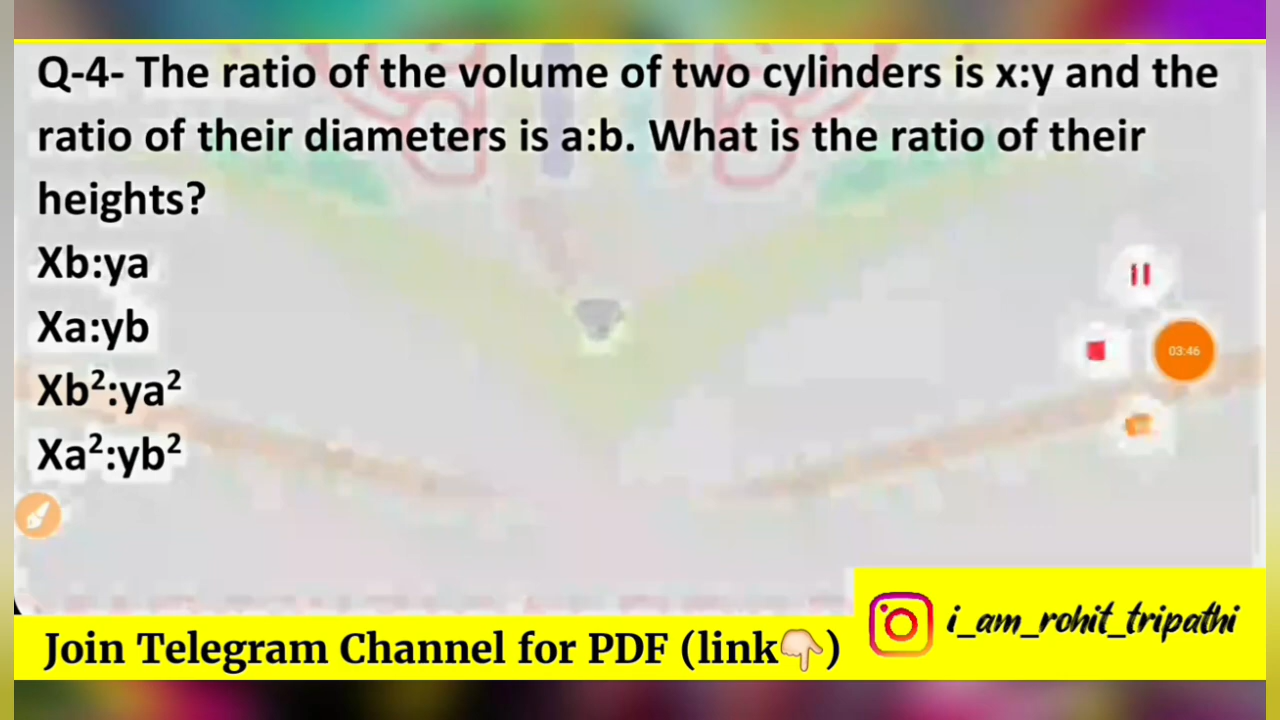 Q-4- The ratio of the volume of two cylinders is x:y and the
ratio of their diameters is a:b. What is the ratio of their
heights?
Xb:ya
Xa:yb
Xb²:ya²
Xa²:yb²
03:46
Join Telegram Channel for PDF (link👇🏻)
i_am_rohit_tripathi